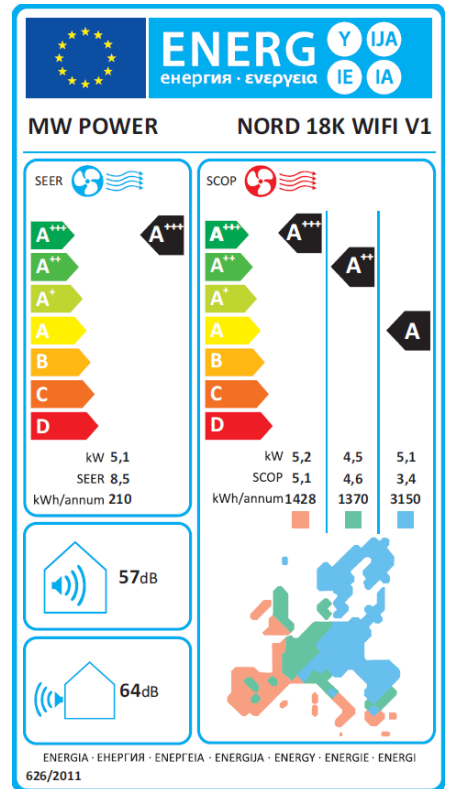 ENERG Y IJA
енергия · ενεργεια IE IA
MW POWER NORD 18K WIFI V1
SEER
A+++
A++
A+
A
B
C
D
A+++
kW 5,1
SEER 8,5
kWh/annum 210
SCOP
A+++
A++
A+
A
B
C
D
A+++
A++
A
kW 5,2 4,5 5,1
SCOP 5,1 4,6 3,4
kWh/annum 1428 1370 3150
57dB
64dB
ENERGIA · ЕНЕРГИЯ · ΕΝΕΡΓΕΙΑ · ENERGIJA · ENERGY · ENERGIE · ENERGI
626/2011